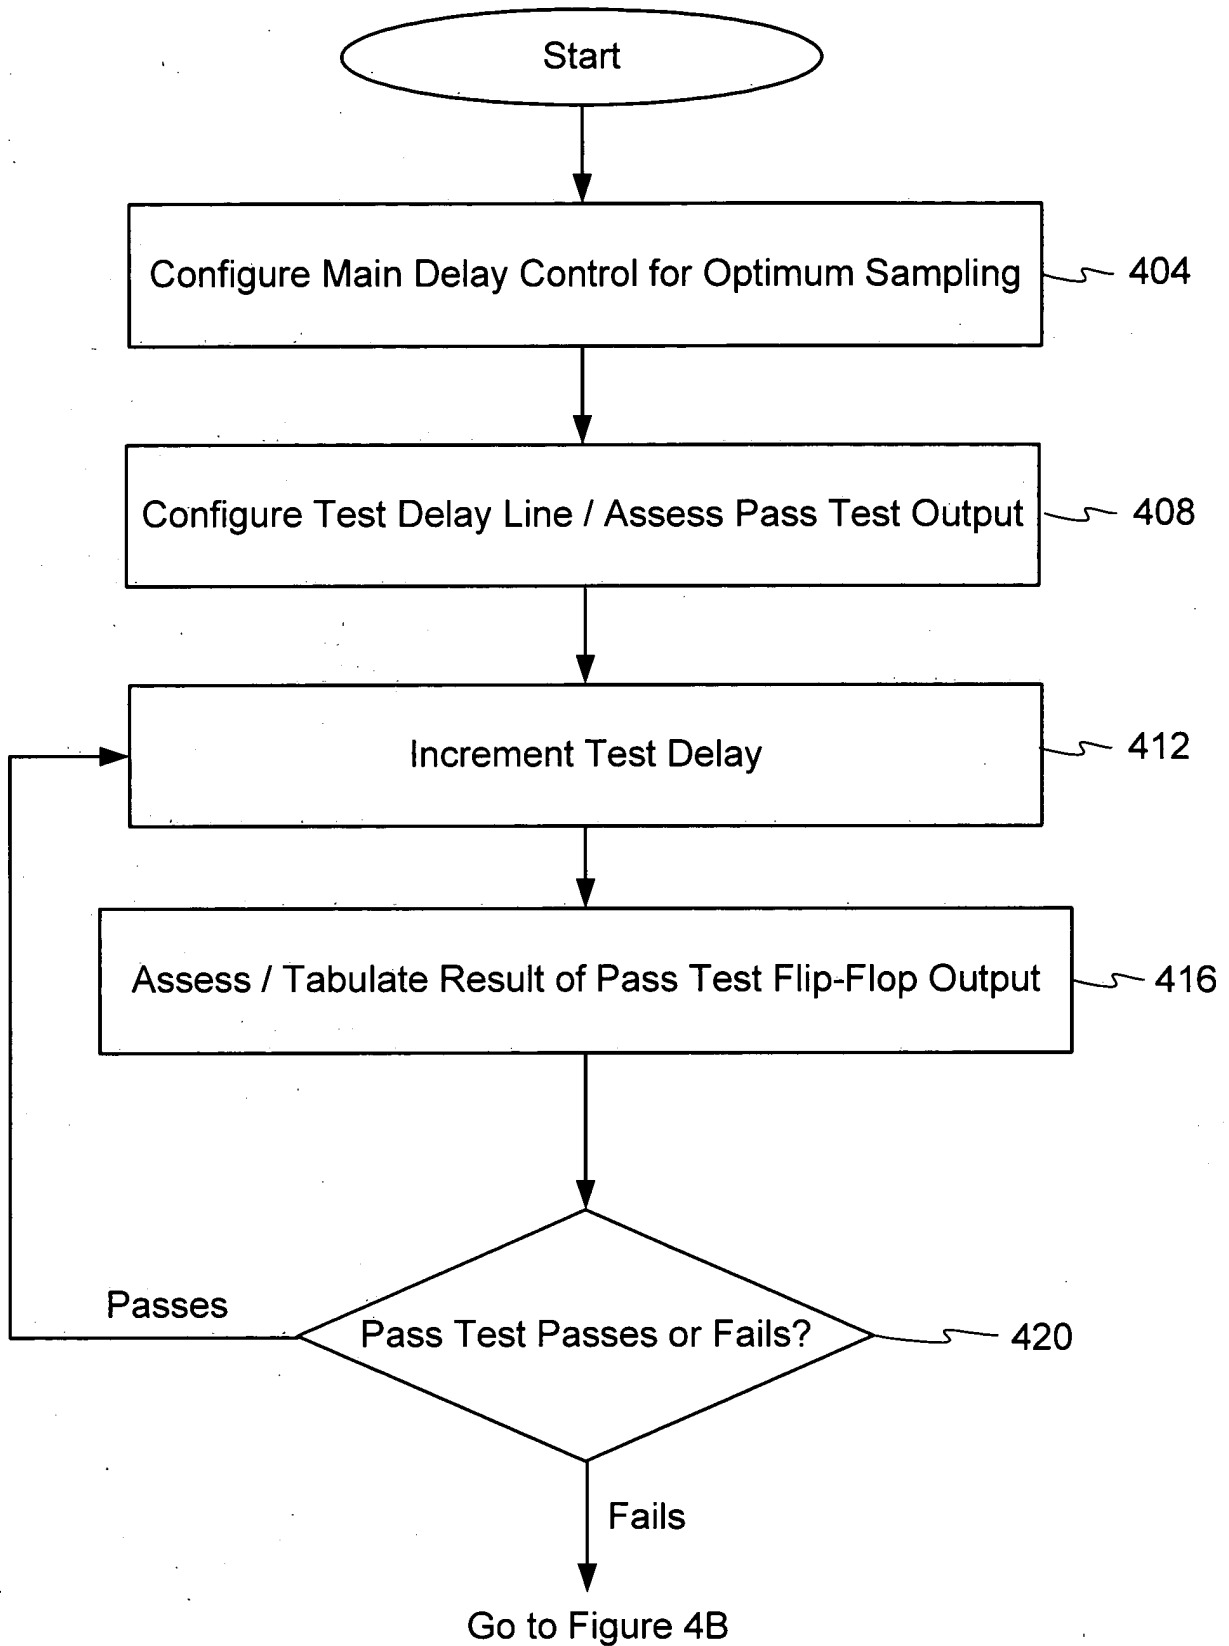 Start
Configure Main Delay Control for Optimum Sampling
404
Configure Test Delay Line / Assess Pass Test Output
408
Increment Test Delay
412
Assess / Tabulate Result of Pass Test Flip-Flop Output
416
Passes
Pass Test Passes or Fails?
420
Fails
Go to Figure 4B